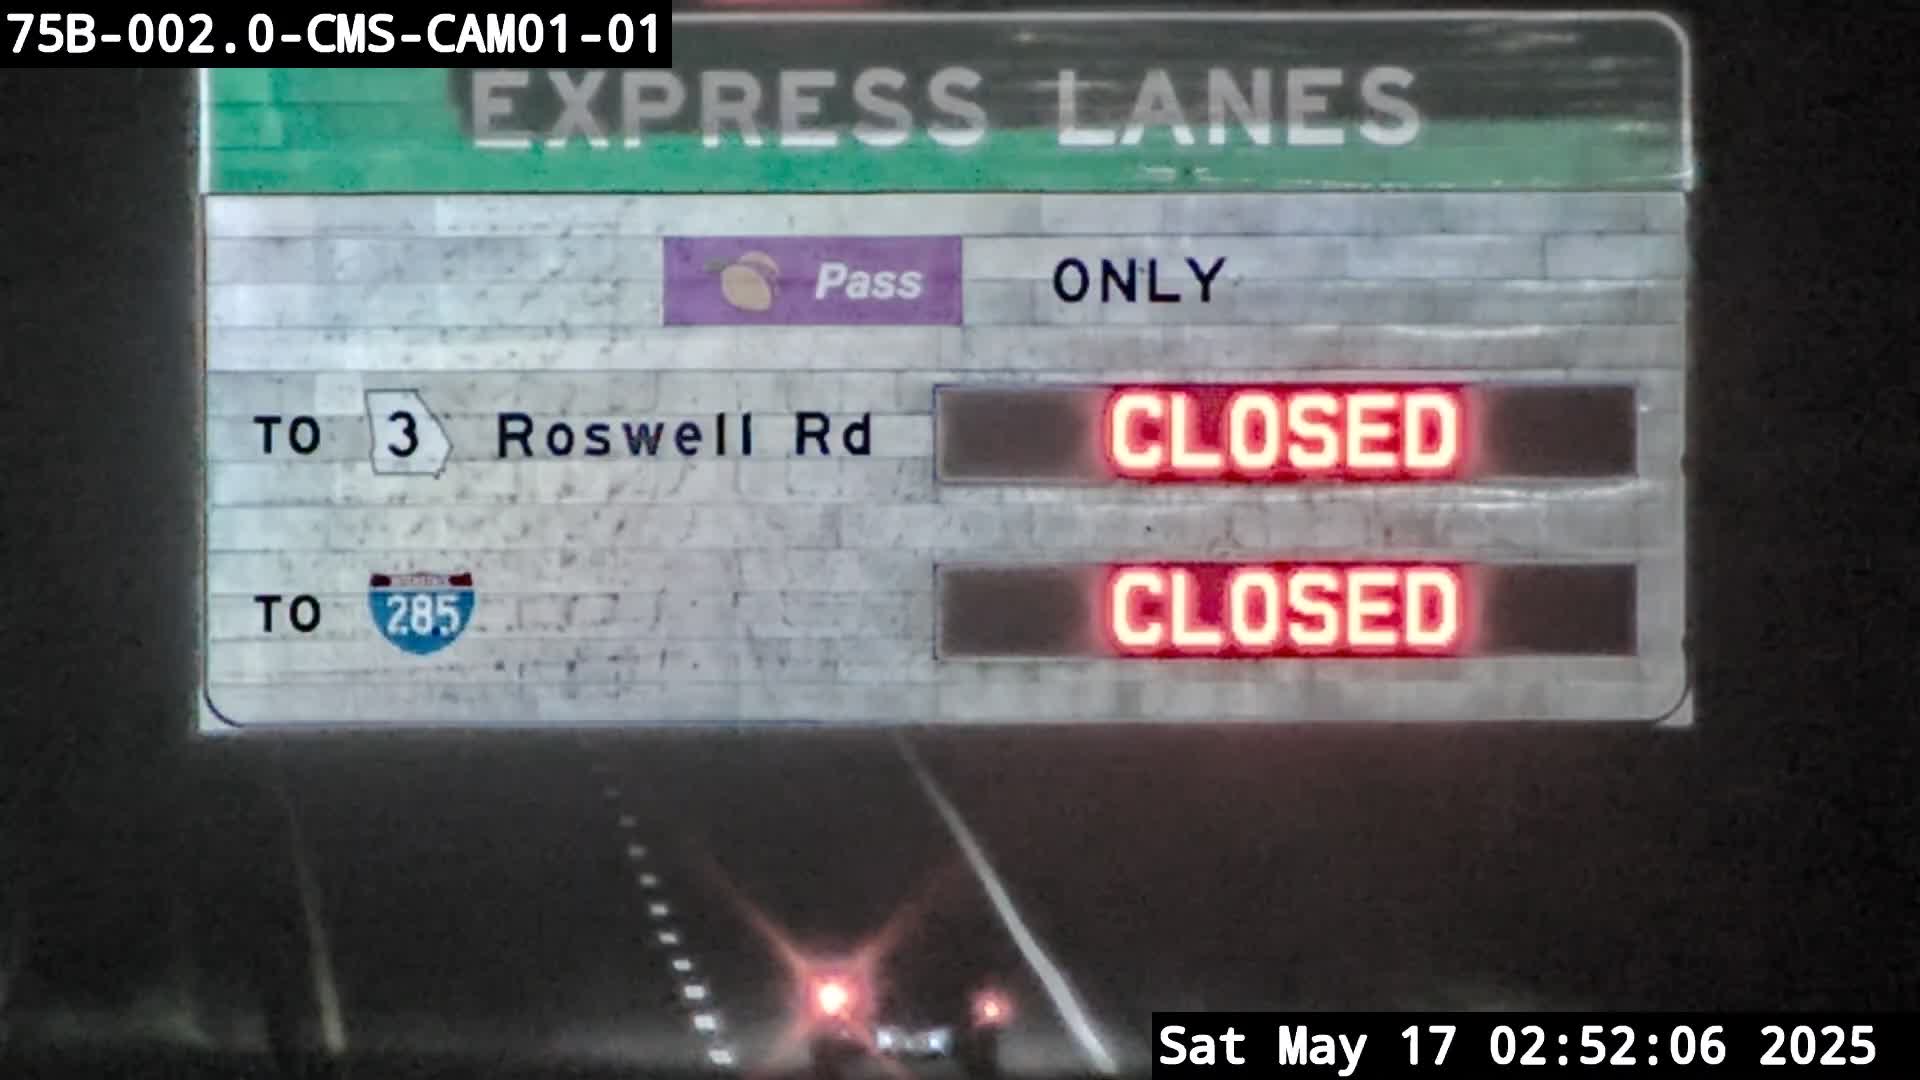 75B-002.0-CMS-CAM01-01
EXPRESS LANES
Pass ONLY
TO 3 Roswell Rd CLOSED
INTERSTATE
TO 285 CLOSED
Sat May 17 02:52:06 2025